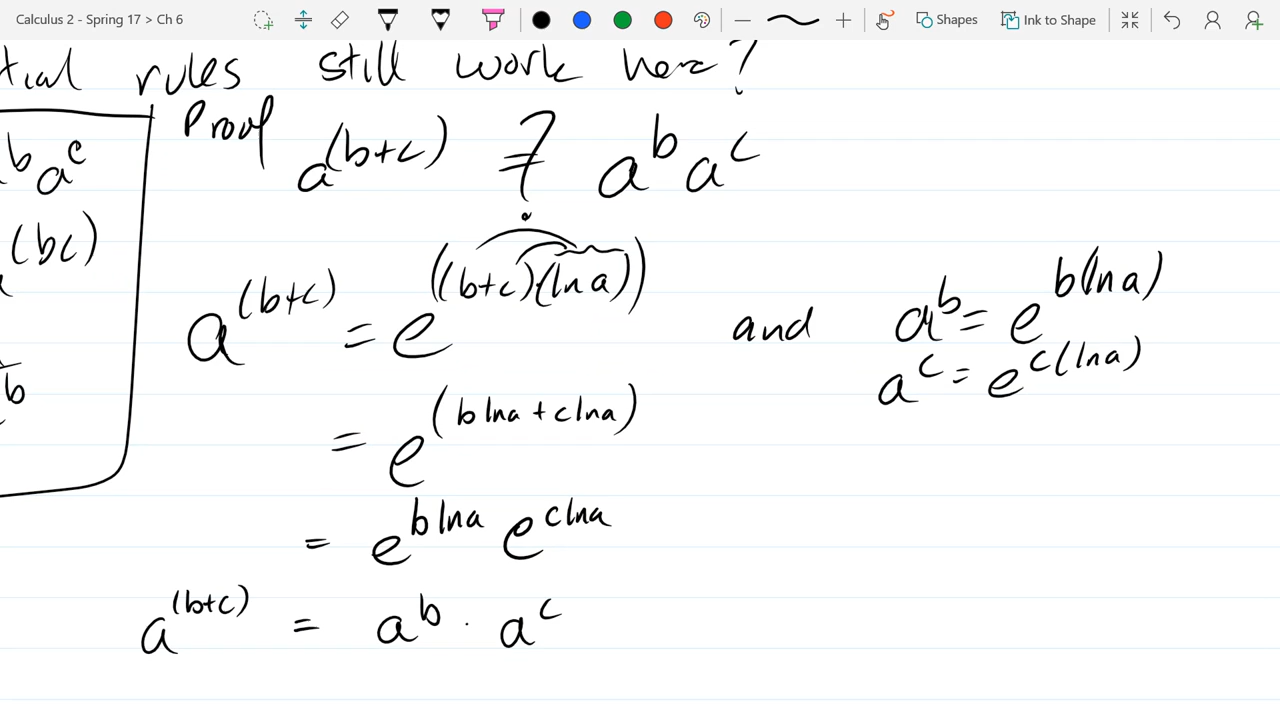 Calculus 2 - Spring 17 > Ch 6
Shapes
Ink to Shape
tial rules still work here?
Proof a^(b+c) =? a^b a^c
^b a^c
(bc)
b
a^(b+c) = e^((b+c)(ln a)) and a^b = e^b(ln a)
a^c = e^c(ln a)
= e^(b ln a + c ln a)
= e^b ln a e^c ln a
a^(b+c) = a^b · a^c